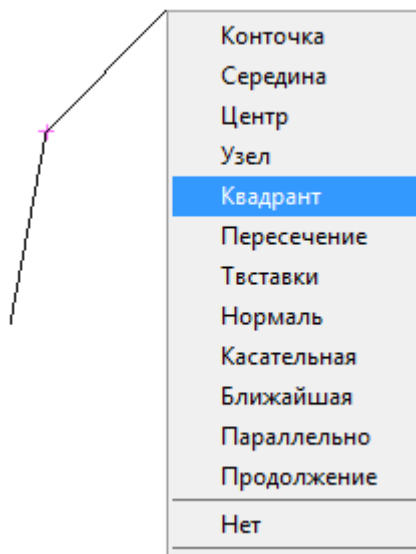 Конточка
Середина
Центр
Узел
Квадрант
Пересечение
Твставки
Нормаль
Касательная
Ближайшая
Параллельно
Продолжение
Нет